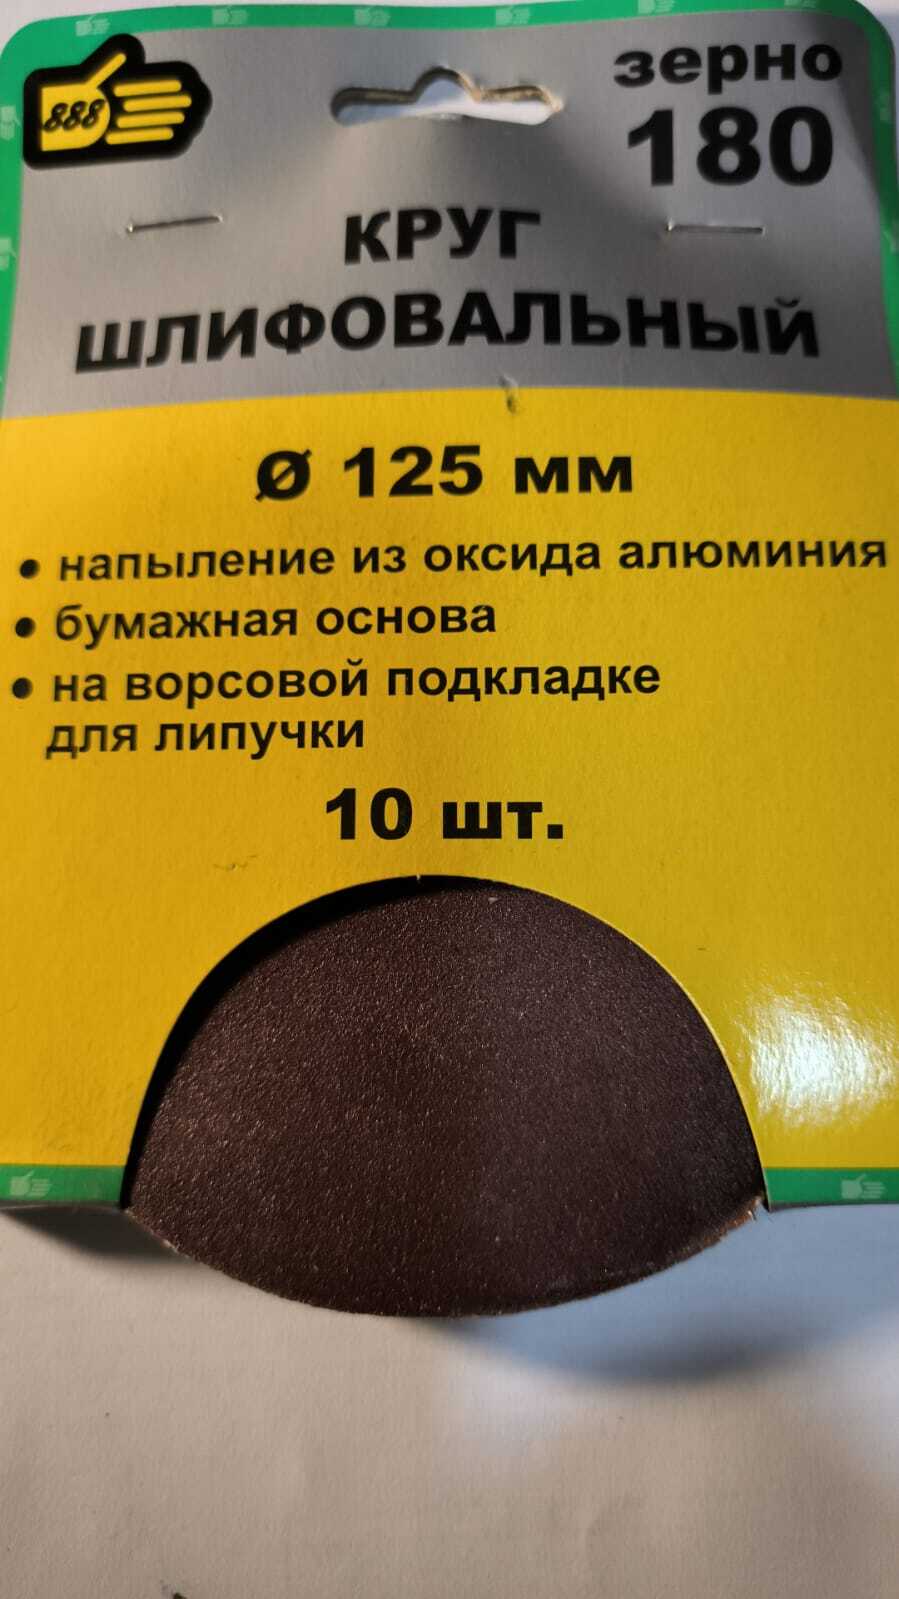 888
зерно
180
КРУГ
ШЛИФОВАЛЬНЫЙ
Ø 125 мм
• напыление из оксида алюминия
• бумажная основа
• на ворсовой подкладке
для липучки
10 шт.